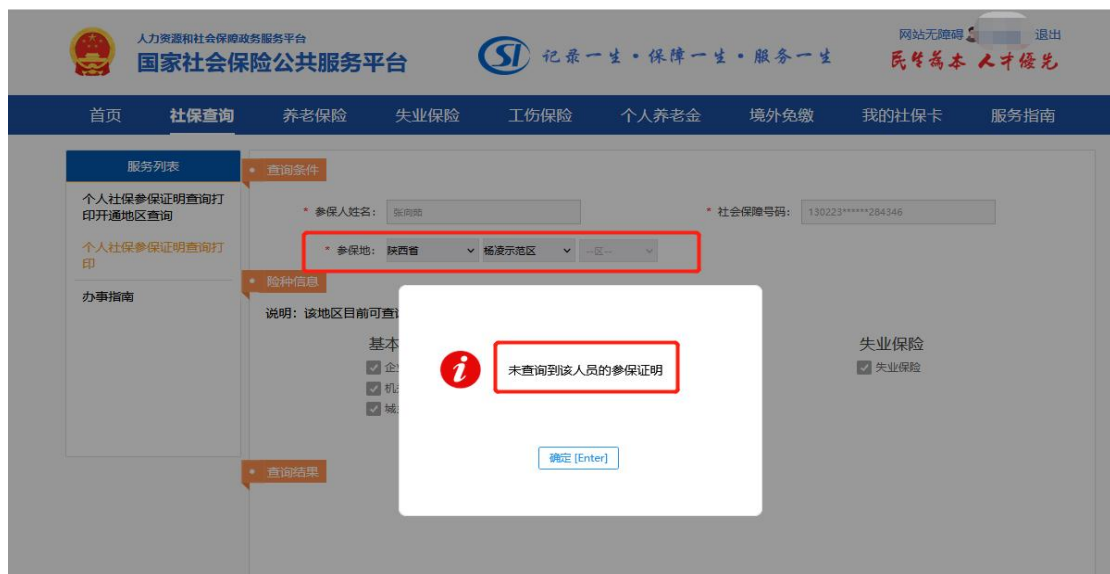 人力资源和社会保障政务服务平台
国家社会保险公共服务平台
SI 记录一生·保障一生·服务一生
网站无障碍 退出
民生为本 人才优先
首页 社保查询 养老保险 失业保险 工伤保险 个人养老金 境外免缴 我的社保卡 服务指南
服务列表
个人社保参保证明查询打
印开通地区查询
个人社保参保证明查询打
印
办事指南
查询条件
* 参保人姓名：
* 社会保障号码： 130223******284346
* 参保地： 陕西省 杨凌示范区 --区--
险种信息
说明：该地区目前可查
基本 失业保险
企 失业保险
机
城
i 未查询到该人员的参保证明
确定 [Enter]
查询结果